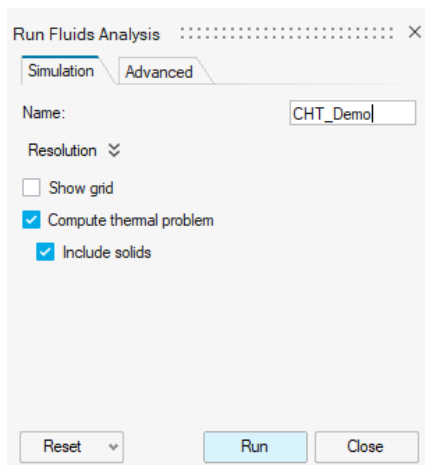 Run Fluids Analysis
Simulation Advanced
Name: CHT_Demo
Resolution
Show grid
Compute thermal problem
Include solids
Reset Run Close